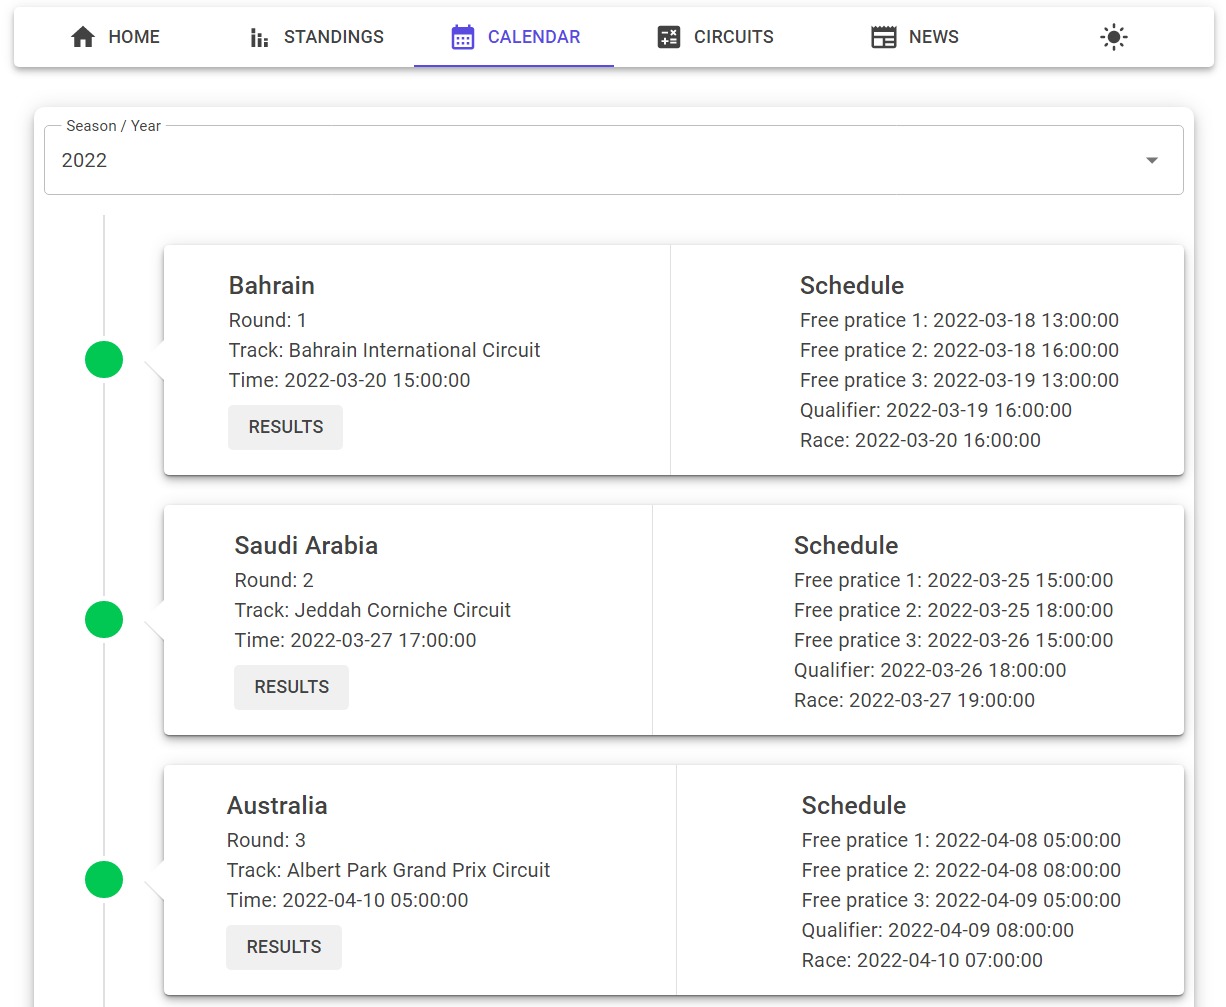 HOME
STANDINGS
CALENDAR
CIRCUITS
NEWS
Season / Year
2022
Bahrain
Round: 1
Track: Bahrain International Circuit
Time: 2022-03-20 15:00:00
RESULTS
Schedule
Free pratice 1: 2022-03-18 13:00:00
Free pratice 2: 2022-03-18 16:00:00
Free pratice 3: 2022-03-19 13:00:00
Qualifier: 2022-03-19 16:00:00
Race: 2022-03-20 16:00:00
Saudi Arabia
Round: 2
Track: Jeddah Corniche Circuit
Time: 2022-03-27 17:00:00
RESULTS
Schedule
Free pratice 1: 2022-03-25 15:00:00
Free pratice 2: 2022-03-25 18:00:00
Free pratice 3: 2022-03-26 15:00:00
Qualifier: 2022-03-26 18:00:00
Race: 2022-03-27 19:00:00
Australia
Round: 3
Track: Albert Park Grand Prix Circuit
Time: 2022-04-10 05:00:00
RESULTS
Schedule
Free pratice 1: 2022-04-08 05:00:00
Free pratice 2: 2022-04-08 08:00:00
Free pratice 3: 2022-04-09 05:00:00
Qualifier: 2022-04-09 08:00:00
Race: 2022-04-10 07:00:00